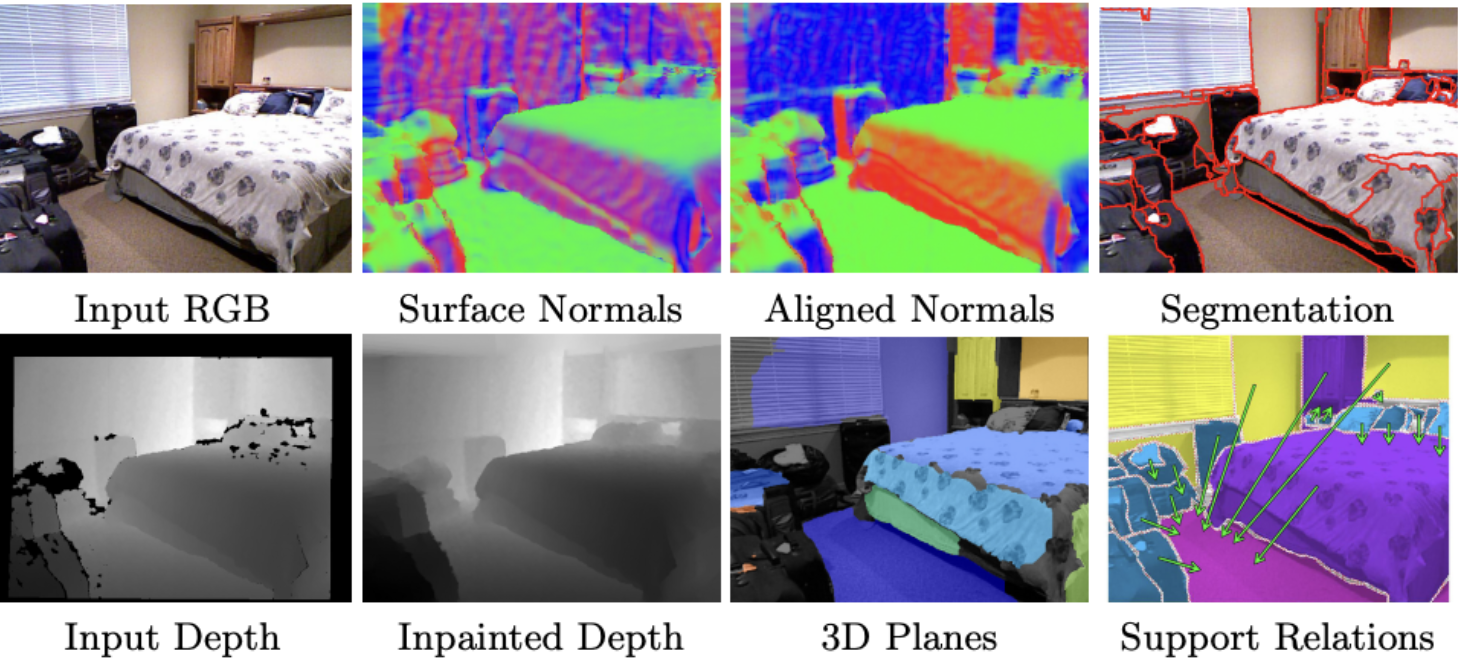 Input RGB
Surface Normals
Aligned Normals
Segmentation
Input Depth
Inpainted Depth
3D Planes
Support Relations